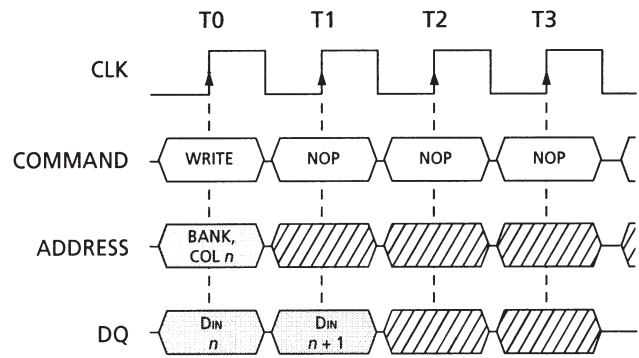 T0 T1 T2 T3
CLK
COMMAND WRITE NOP NOP NOP
ADDRESS BANK,
COL n
DQ DIN DIN
n n + 1